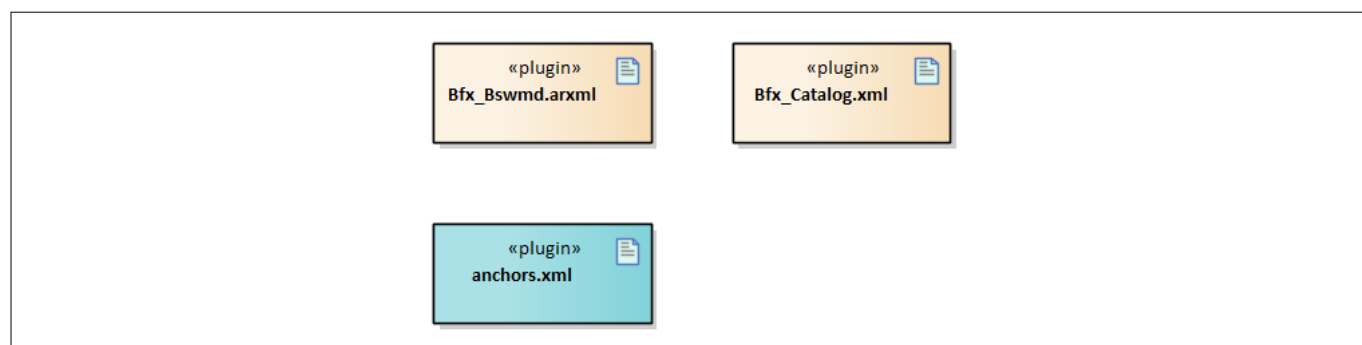 «plugin»
Bfx_Bswmd.arxml
«plugin»
Bfx_Catalog.xml
«plugin»
anchors.xml